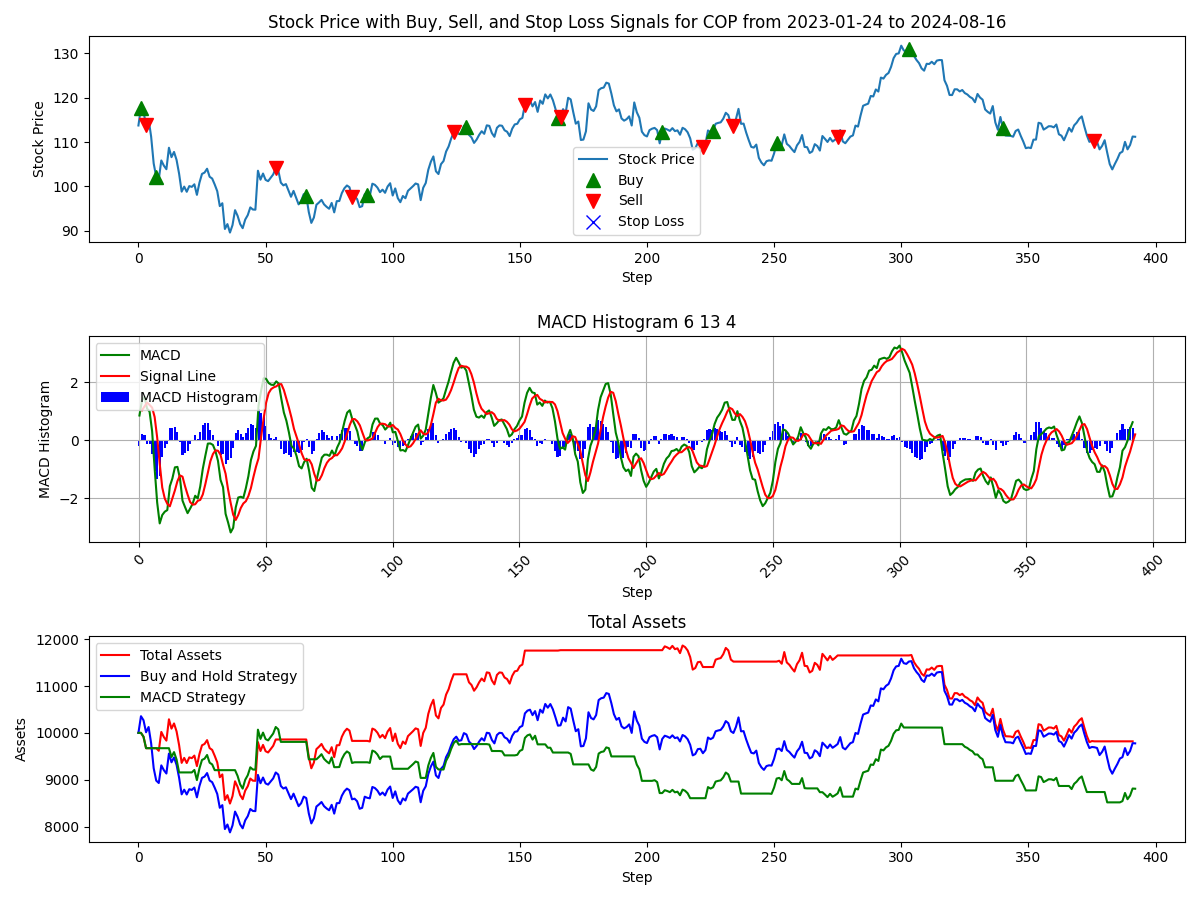 Stock Price with Buy, Sell, and Stop Loss Signals for COP from 2023-01-24 to 2024-08-16
Stock Price
130
120
110
100
90
Stock Price
Buy
Sell
Stop Loss
0 50 100 150 200 250 300 350 400
Step
MACD Histogram 6 13 4
MACD Histogram
2
0
−2
MACD
Signal Line
MACD Histogram
0 50 100 150 200 250 300 350 400
Step
Total Assets
Assets
12000
11000
10000
9000
8000
Total Assets
Buy and Hold Strategy
MACD Strategy
0 50 100 150 200 250 300 350 400
Step